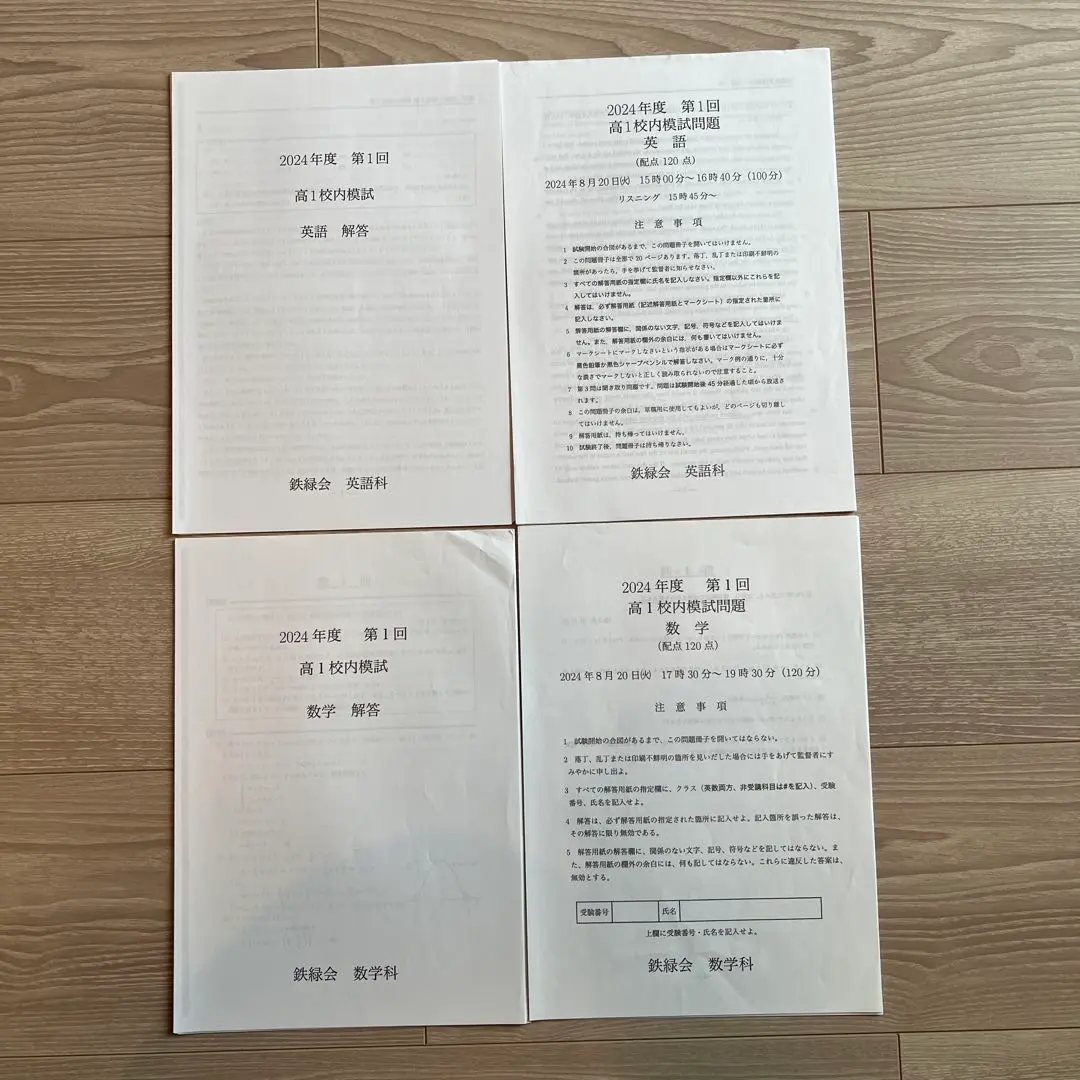 2024年度　第1回
高1校内模試
英語　解答
鉄緑会　英語科
2024年度　第1回
高1校内模試問題
英　語
(配点 120 点)
2024年8月20日(火)　15時00分～16時40分（100分）
リスニング　15時45分～
注　意　事　項
1　試験開始の合図があるまで、この問題冊子を開いてはいけません。
2　この問題冊子は全部で 20 ページあります。落丁、乱丁または印刷不鮮明の
箇所があったら、手を挙げて監督者に知らせなさい。
3　すべての解答用紙の指定欄に氏名を記入しなさい。指定欄以外にこれらを記
入してはいけません。
4　解答は、必ず解答用紙（記述解答用紙とマークシート）の指定された箇所に
記入しなさい。
5　解答用紙の解答欄に、関係のない文字、記号、符号などを記入してはいけま
せん。また、解答用紙の欄外の余白には、何も書いてはいけません。
6　マークシートにマークしなさいという指示がある場合はマークシートに必ず
黒色鉛筆か黒色シャープペンシルで解答しなさい。マーク例の通りに、十分
な濃さでマークしないと正しく読み取られないので注意すること。
7　第3問は聞き取り問題です。問題は試験開始後 45 分経過した頃から放送さ
れます。
8　この問題冊子の余白は、草稿用に使用してもよいが、どのページも切り離し
てはいけません。
9　解答用紙は、持ち帰ってはいけません。
10　試験終了後、問題冊子は持ち帰りなさい。
鉄緑会　英語科
2024年度　第1回
高1校内模試
数学　解答
鉄緑会　数学科
2024年度　第1回
高1校内模試問題
数　学
(配点 120 点)
2024年8月20日(火)　17時30分～19時30分（120分）
注　意　事　項
1　試験開始の合図があるまで、この問題冊子を開いてはならない。
2　落丁、乱丁または印刷不鮮明の箇所を見いだした場合には手をあげて監督者にす
みやかに申し出よ。
3　すべての解答用紙の指定欄に、クラス（英数両方、非受講科目は#を記入）、受験
番号、氏名を記入せよ。
4　解答は、必ず解答用紙の指定された箇所に記入せよ。記入箇所を誤った解答は、
その解答に限り無効である。
5　解答用紙の解答欄に、関係のない文字、記号、符号などを記してはならない。ま
た、解答用紙の欄外の余白には、何も記してはならない。これらに違反した答案は、
無効とする。
受験番号　氏名
上欄に受験番号・氏名を記入せよ。
鉄緑会　数学科